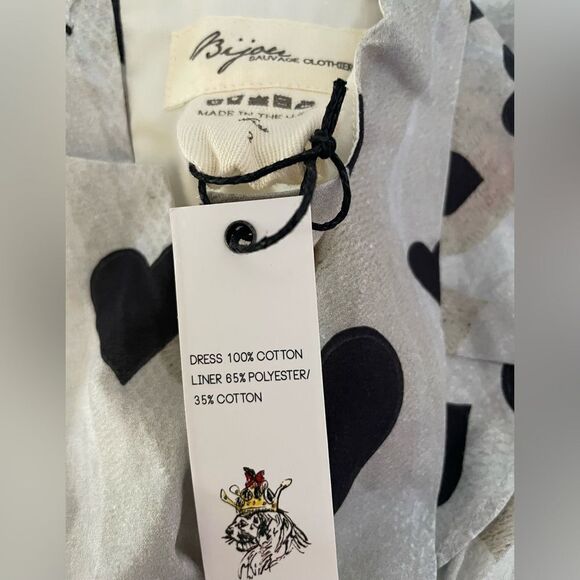 Bijou
SAUVAGE CLOTHIER
MADE IN THE
DRESS 100% COTTON
LINER 65% POLYESTER/
35% COTTON